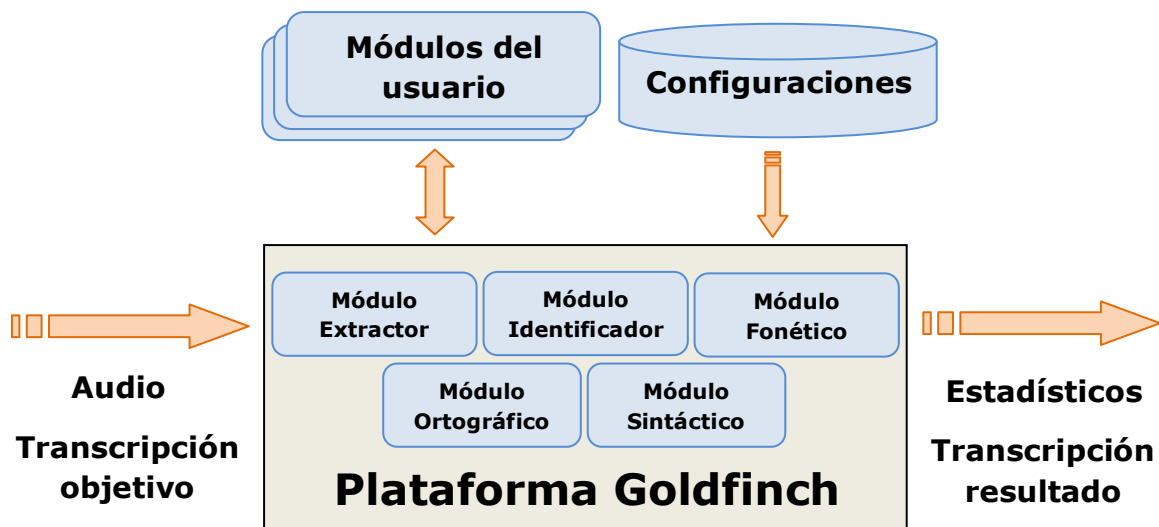 Módulos del
usuario
Configuraciones
Módulo
Extractor
Módulo
Identificador
Módulo
Fonético
Módulo
Ortográfico
Módulo
Sintáctico
Plataforma Goldfinch
Audio
Transcripción
objetivo
Estadísticos
Transcripción
resultado